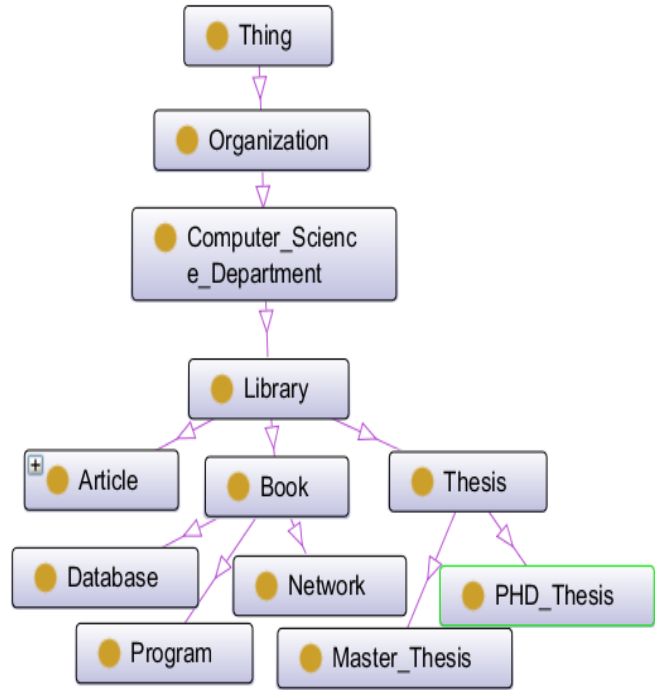 Thing
Organization
Computer_Scienc
e_Department
Library
Article
Book
Thesis
Database
Network
PHD_Thesis
Program
Master_Thesis